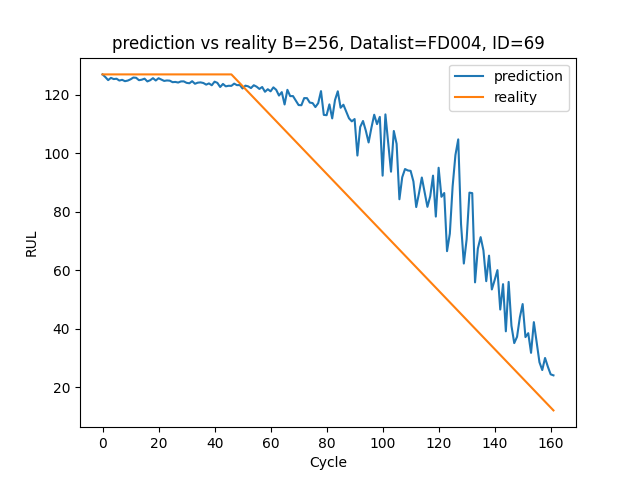 prediction vs reality B=256, Datalist=FD004, ID=69
prediction
reality
120
100
80
60
40
20
RUL
0 20 40 60 80 100 120 140 160
Cycle